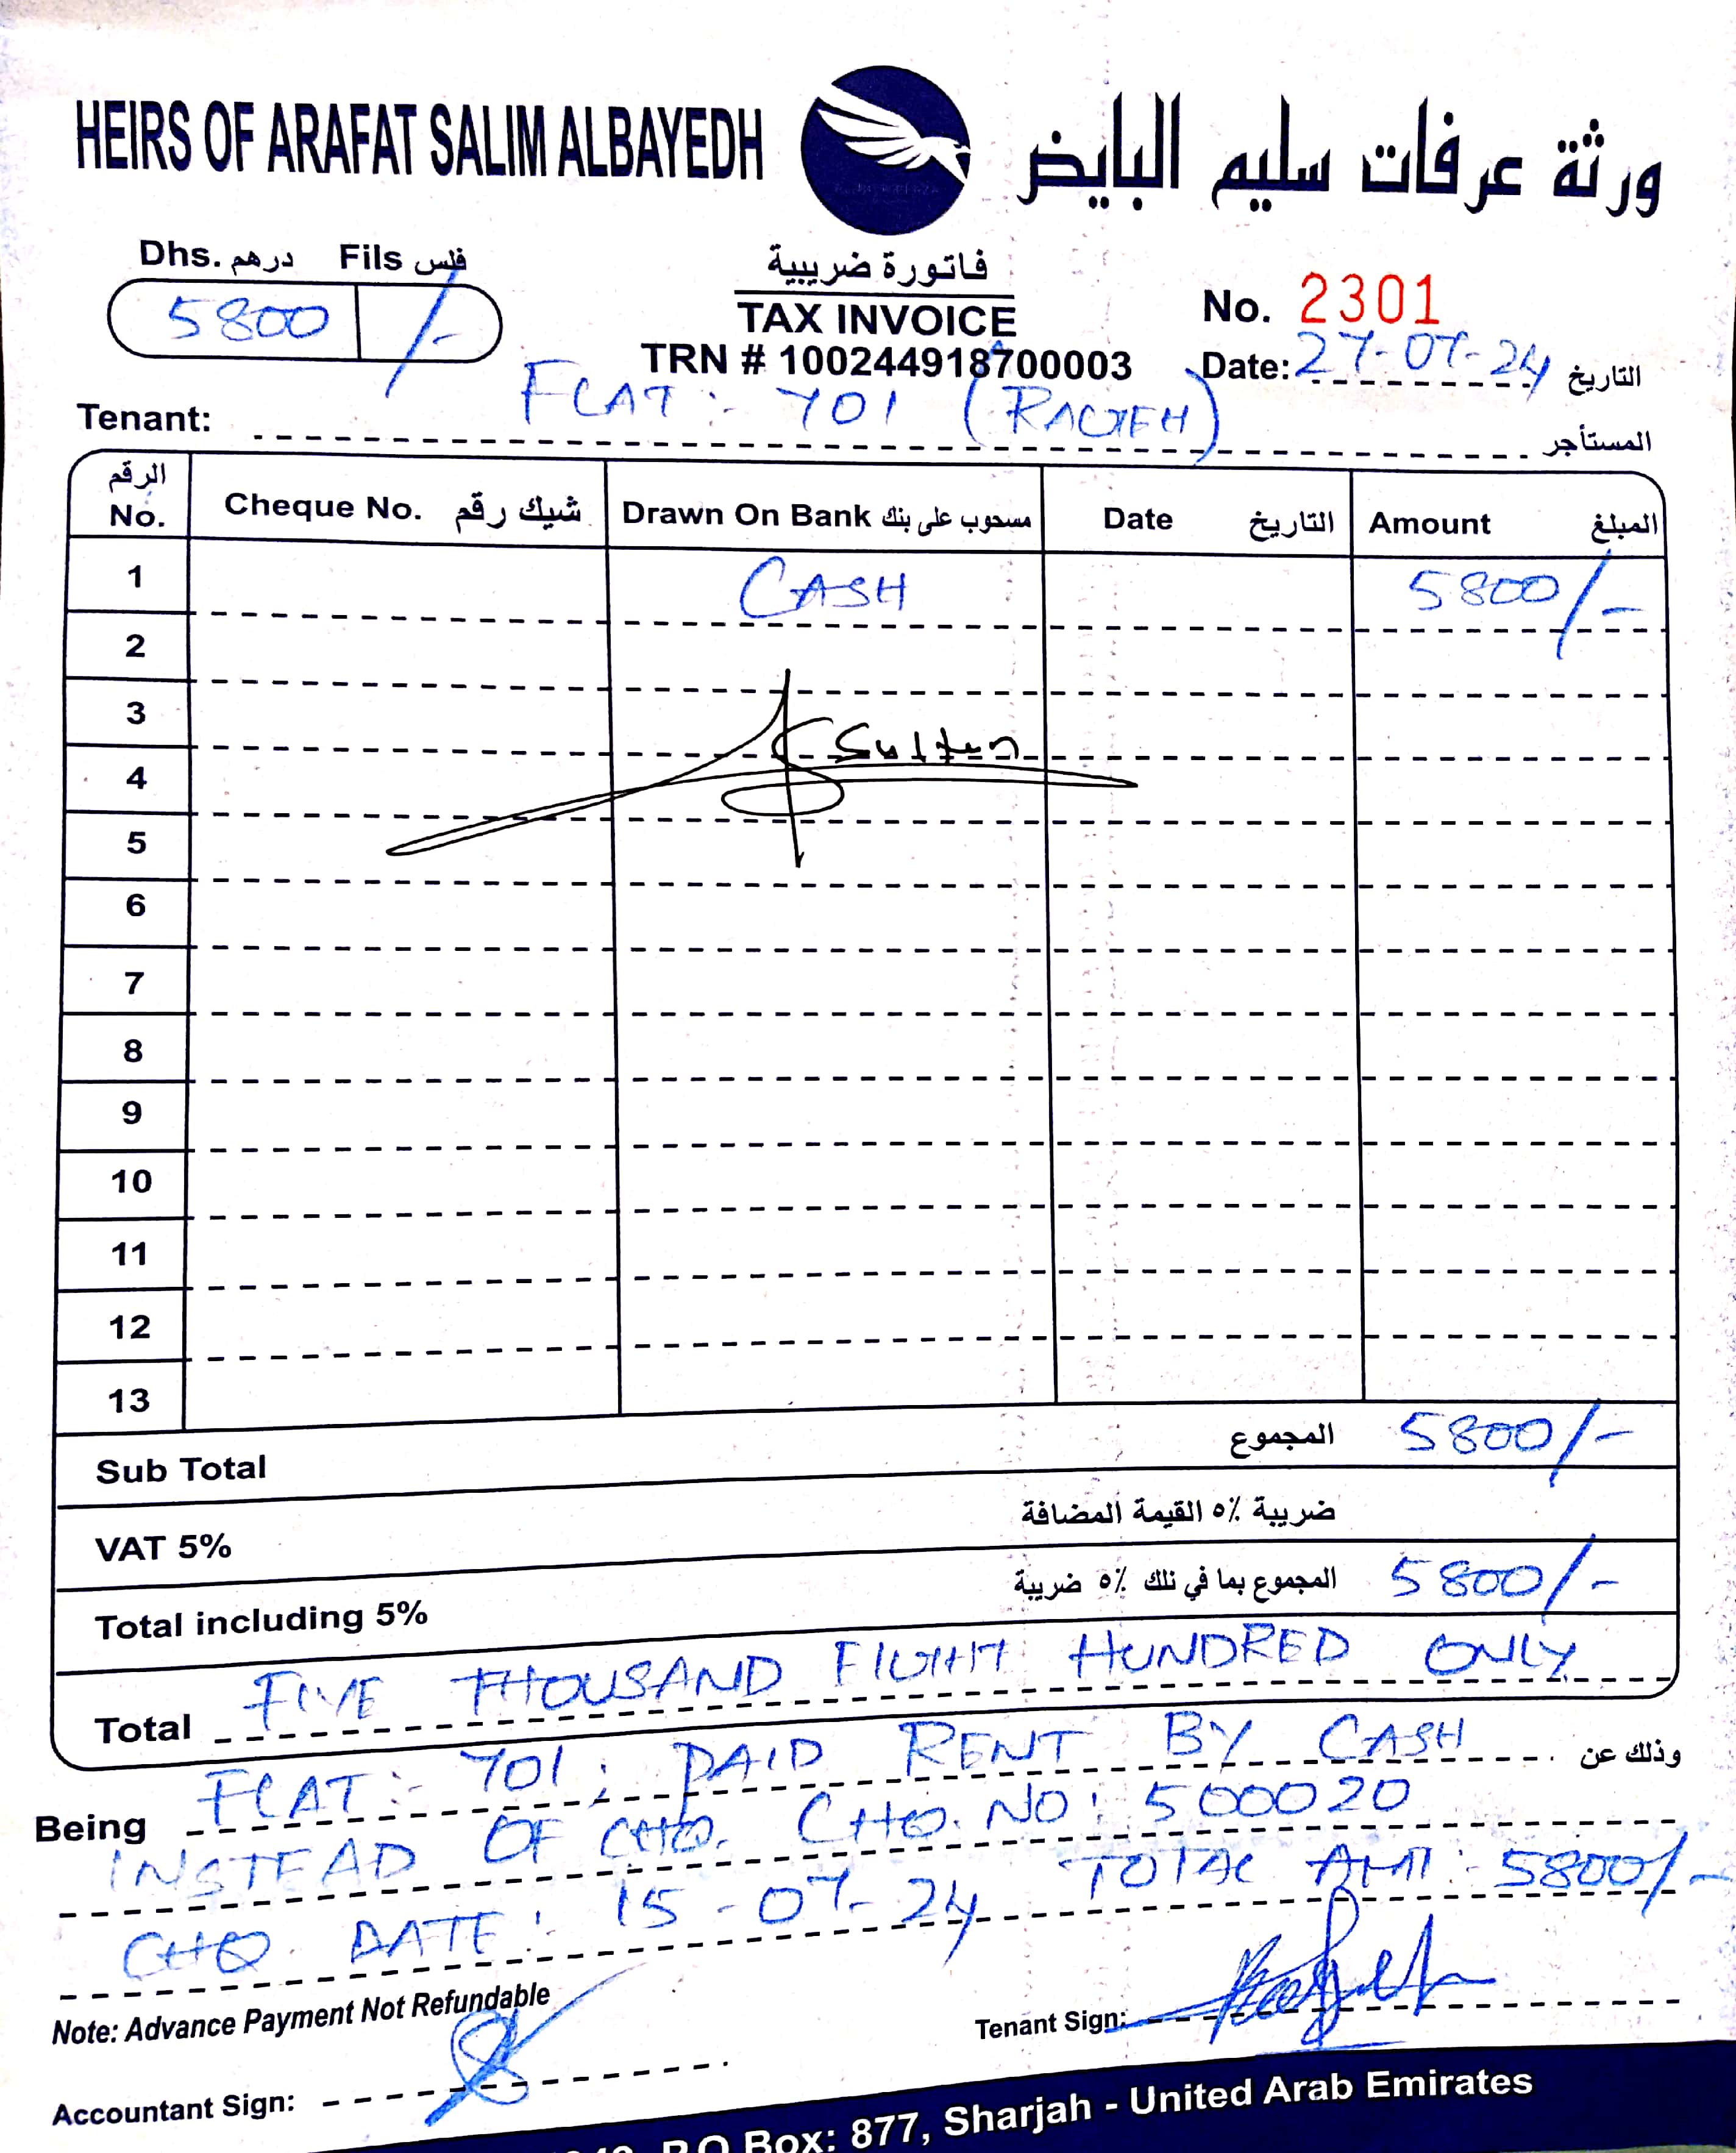 HEIRS OF ARAFAT SALIM ALBAYEDH
ورثة عرفات سليم البايض
Dhs. درهم Fils فلس
5800 /-
فاتورة ضريبية
TAX INVOICE
TRN # 100244918700003
No. 2301
Date: 27-07-24 التاريخ
Tenant: FLAT :- 701 (RAGJEH) المستأجر
الرقم No. Cheque No. شيك رقم Drawn On Bank مسحوب على بنك Date التاريخ Amount المبلغ
1 CASH 5800/-
2
3
Sultan
4
5
6
7
8
9
10
11
12
13
Sub Total المجموع 5800/-
VAT 5% ضريبة ٥٪ القيمة المضافة
Total including 5% المجموع بما في ذلك ٥٪ ضريبة 5800/-
Total FIVE THOUSAND EIGHT HUNDRED ONLY
Being FLAT :- 701 ; PAID RENT BY CASH وذلك عن
INSTEAD OF CHQ. CHQ. NO: 500020
CHQ. DATE: 15-07-24 TOTAL AMT: 5800/-
Note: Advance Payment Not Refundable
Tenant Sign:
Accountant Sign:
P.O Box: 877, Sharjah - United Arab Emirates